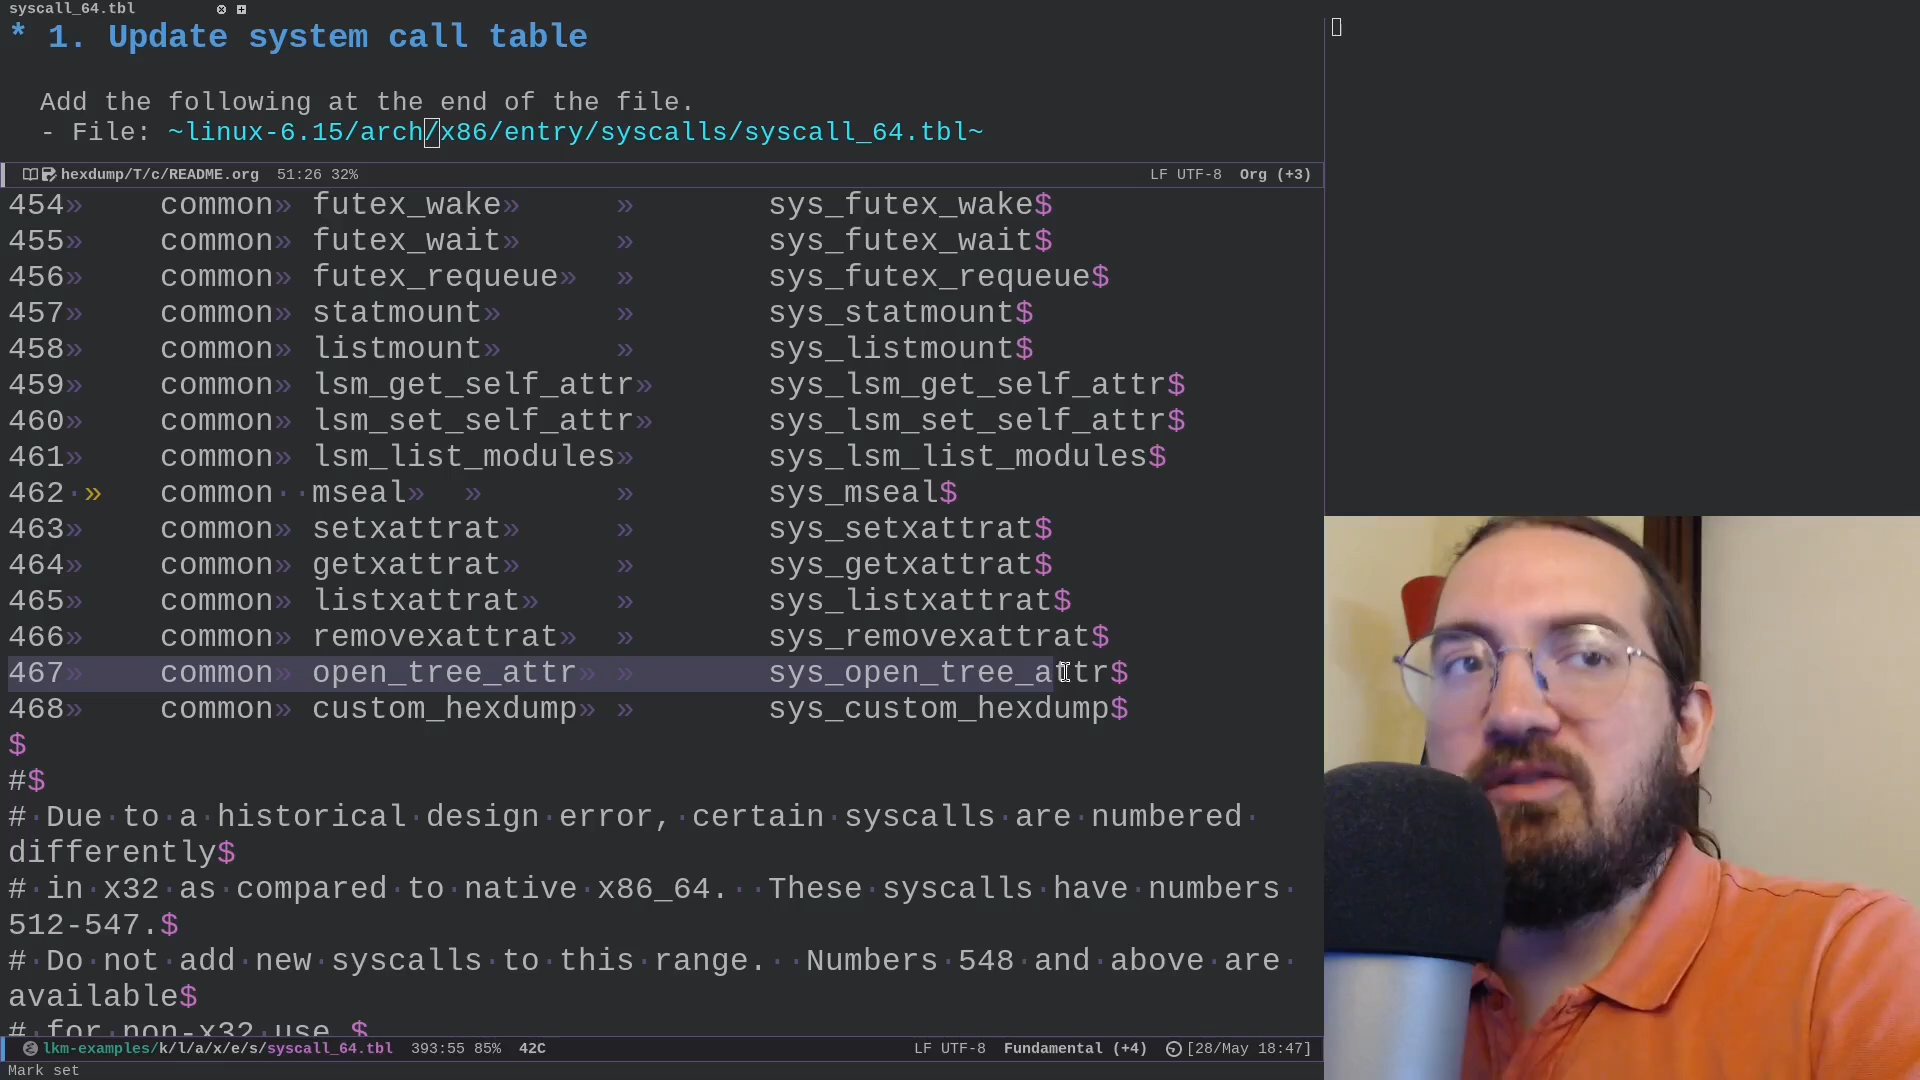 syscall_64.tbl
* 1. Update system call table
Add the following at the end of the file.
- File: ~linux-6.15/arch/x86/entry/syscalls/syscall_64.tbl~
hexdump/T/c/README.org 51:26 32% LF UTF-8 Org (+3)
454» common» futex_wake» » sys_futex_wake$
455» common» futex_wait» » sys_futex_wait$
456» common» futex_requeue» » sys_futex_requeue$
457» common» statmount» » sys_statmount$
458» common» listmount» » sys_listmount$
459» common» lsm_get_self_attr» sys_lsm_get_self_attr$
460» common» lsm_set_self_attr» sys_lsm_set_self_attr$
461» common» lsm_list_modules» sys_lsm_list_modules$
462·» common··mseal» » » sys_mseal$
463» common» setxattrat» » sys_setxattrat$
464» common» getxattrat» » sys_getxattrat$
465» common» listxattrat» » sys_listxattrat$
466» common» removexattrat» » sys_removexattrat$
467» common» open_tree_attr» » sys_open_tree_attr$
468» common» custom_hexdump» » sys_custom_hexdump$
$
#$
#·Due·to·a·historical·design·error,·certain·syscalls·are·numbered·
differently$
#·in·x32·as·compared·to·native·x86_64.··These·syscalls·have·numbers·
512-547.$
#·Do·not·add·new·syscalls·to·this·range.··Numbers·548·and·above·are·
available$
#·for·non-x32·use.$
lkm-examples/k/l/a/x/e/s/syscall_64.tbl 393:55 85% 42C LF UTF-8 Fundamental (+4) [28/May 18:47]
Mark set